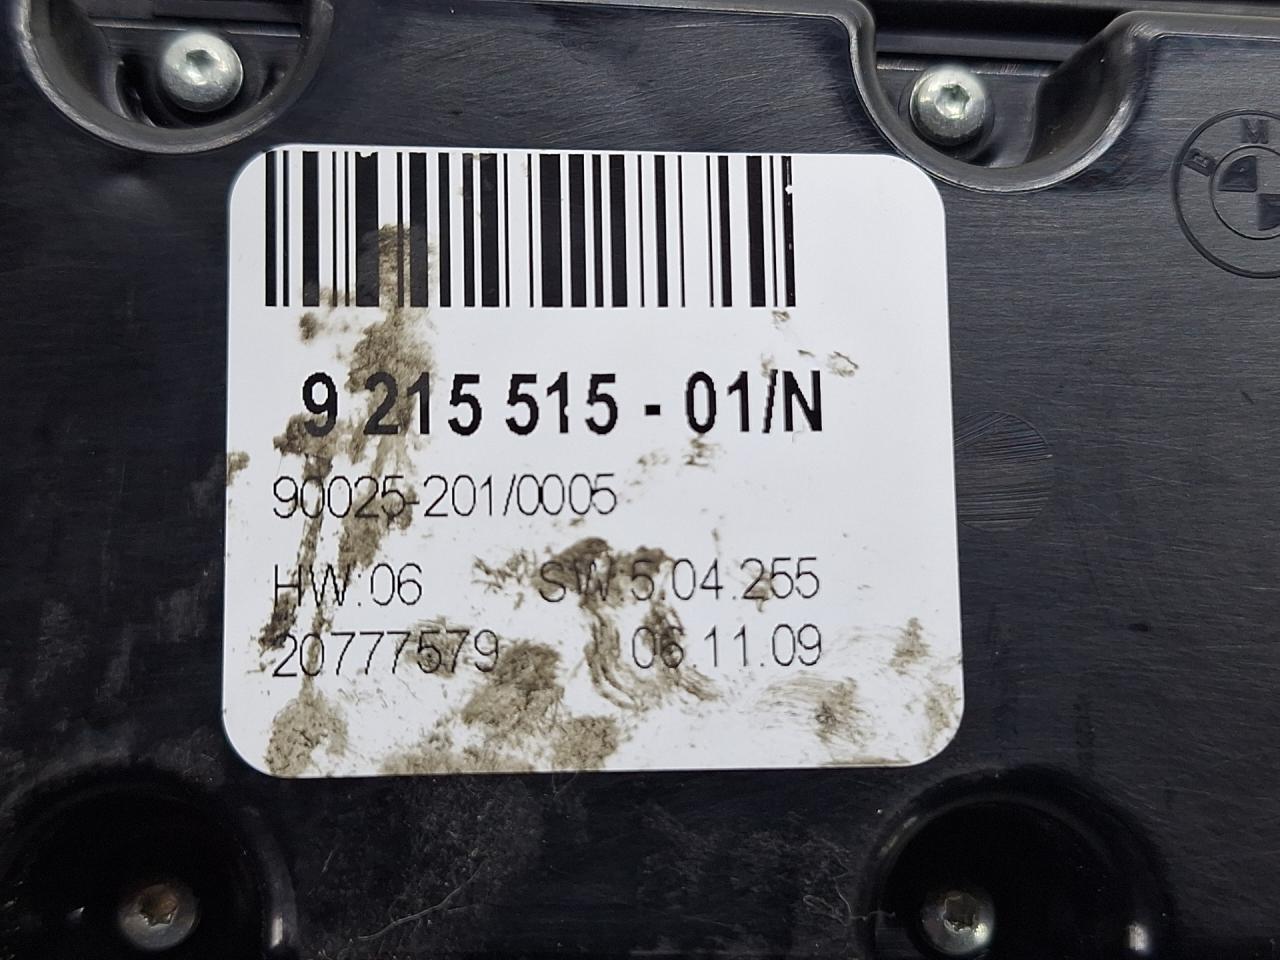 9 215 515 - 01/N
90025-201/0005
HW:06 SW:5.04.255
20777579 06.11.09
B M